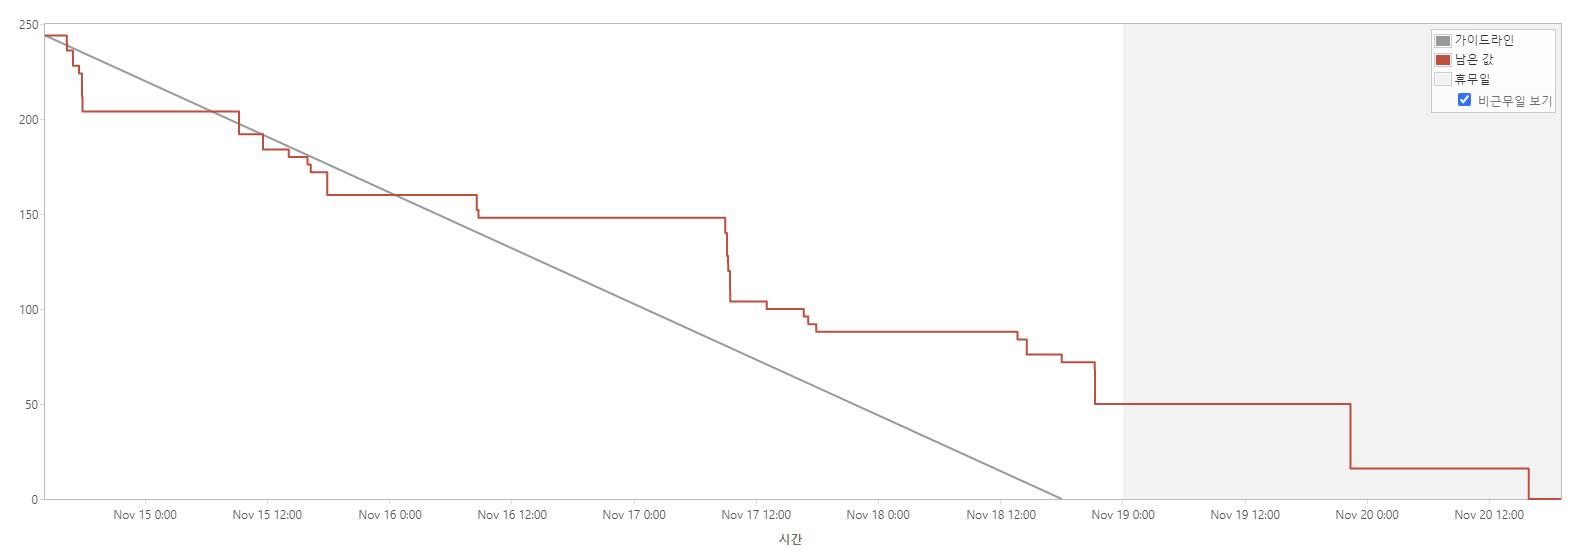 250
200
150
100
50
0
가이드라인
남은 값
휴무일
비근무일 보기
Nov 15 0:00
Nov 15 12:00
Nov 16 0:00
Nov 16 12:00
Nov 17 0:00
Nov 17 12:00
Nov 18 0:00
Nov 18 12:00
Nov 19 0:00
Nov 19 12:00
Nov 20 0:00
Nov 20 12:00
시간